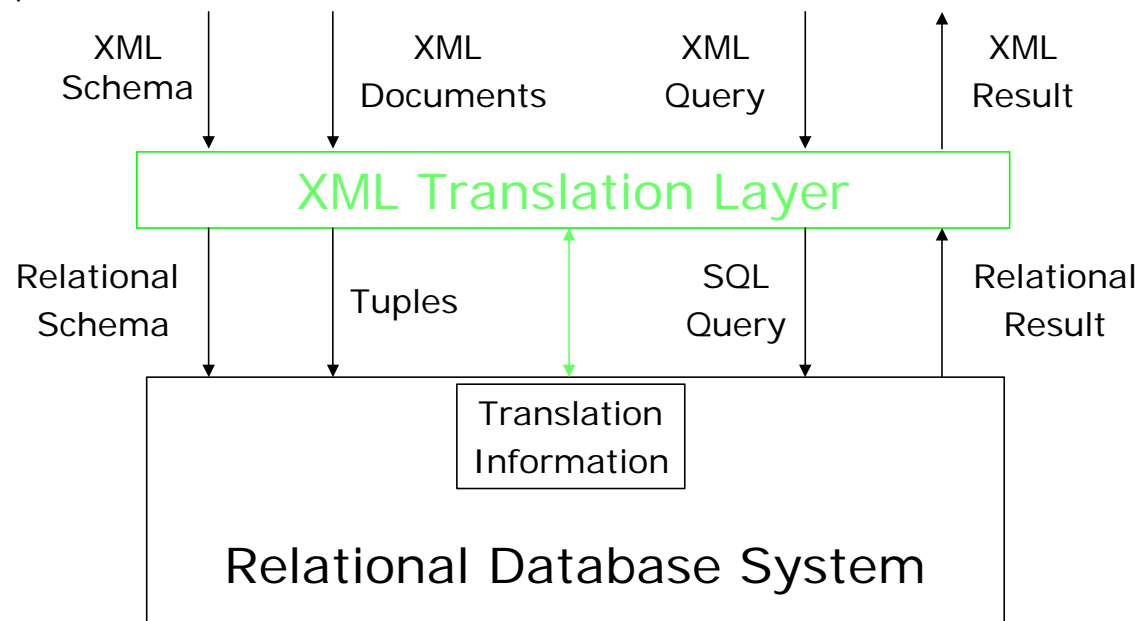 XML
Schema
XML
Documents
XML
Query
XML
Result
XML Translation Layer
Relational
Schema
Tuples
SQL
Query
Relational
Result
Translation
Information
Relational Database System